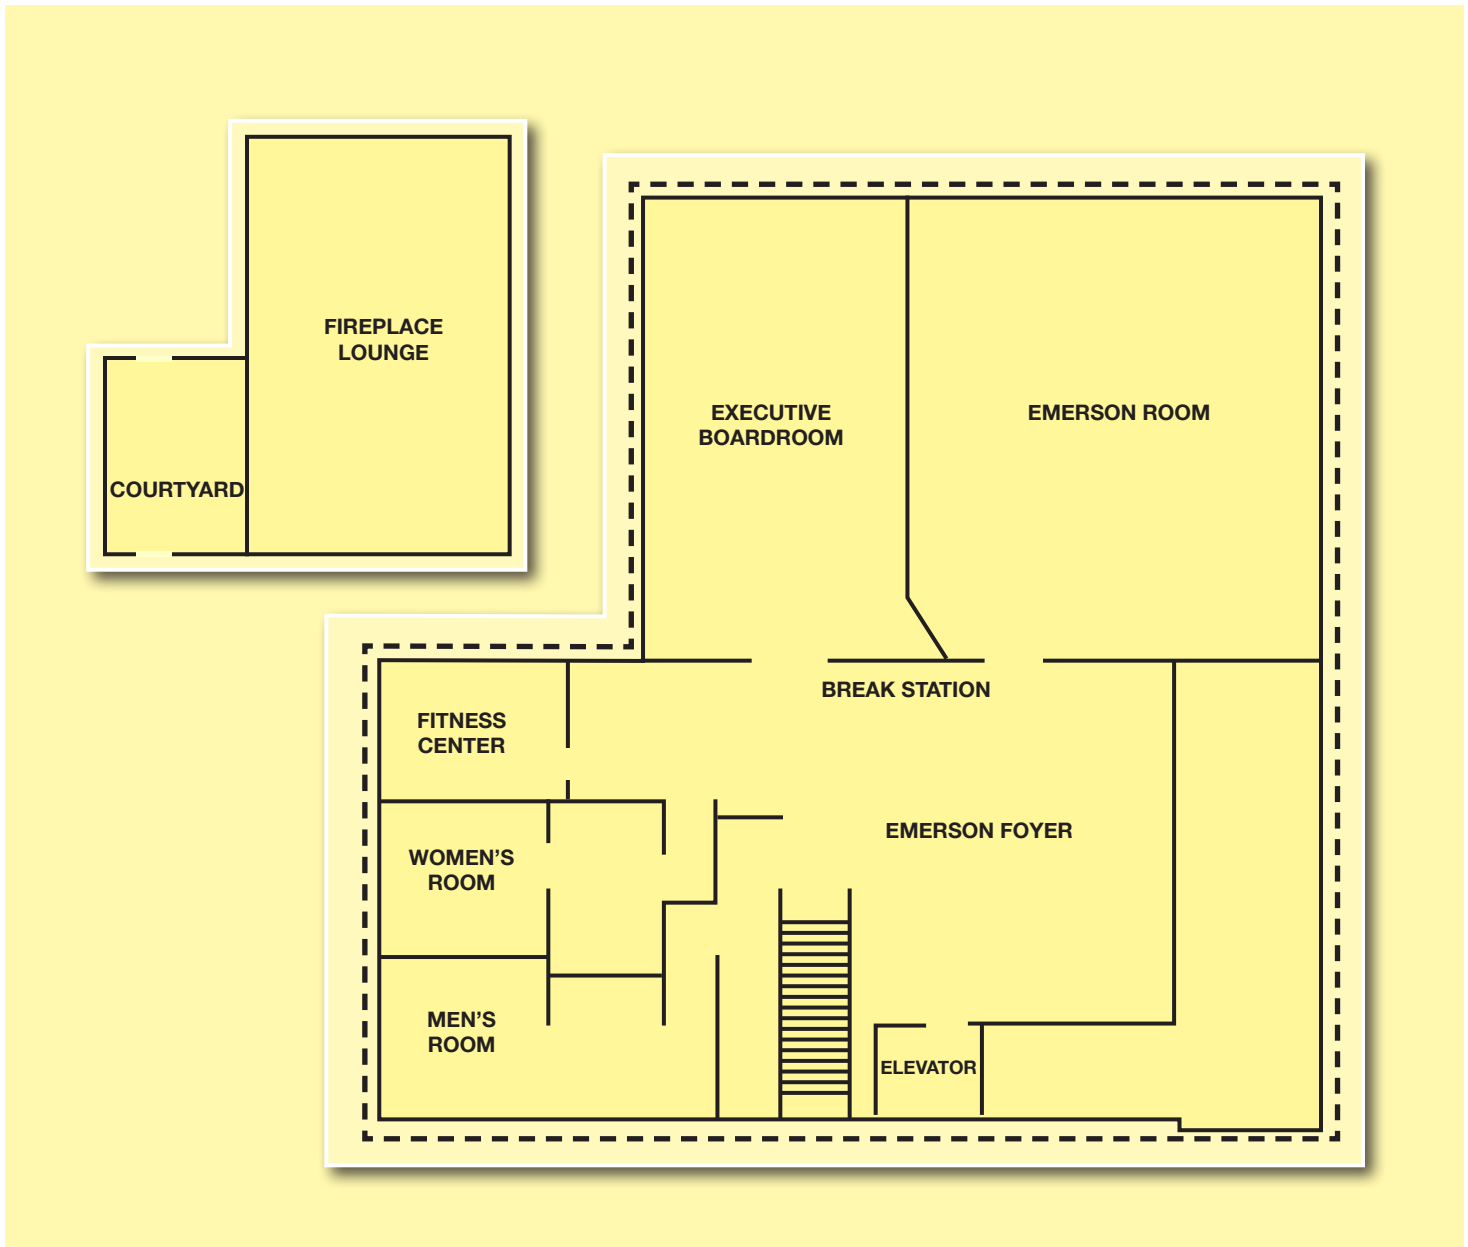 FIREPLACE
LOUNGE
COURTYARD
EXECUTIVE
BOARDROOM
EMERSON ROOM
BREAK STATION
FITNESS
CENTER
EMERSON FOYER
WOMEN’S
ROOM
MEN’S
ROOM
ELEVATOR